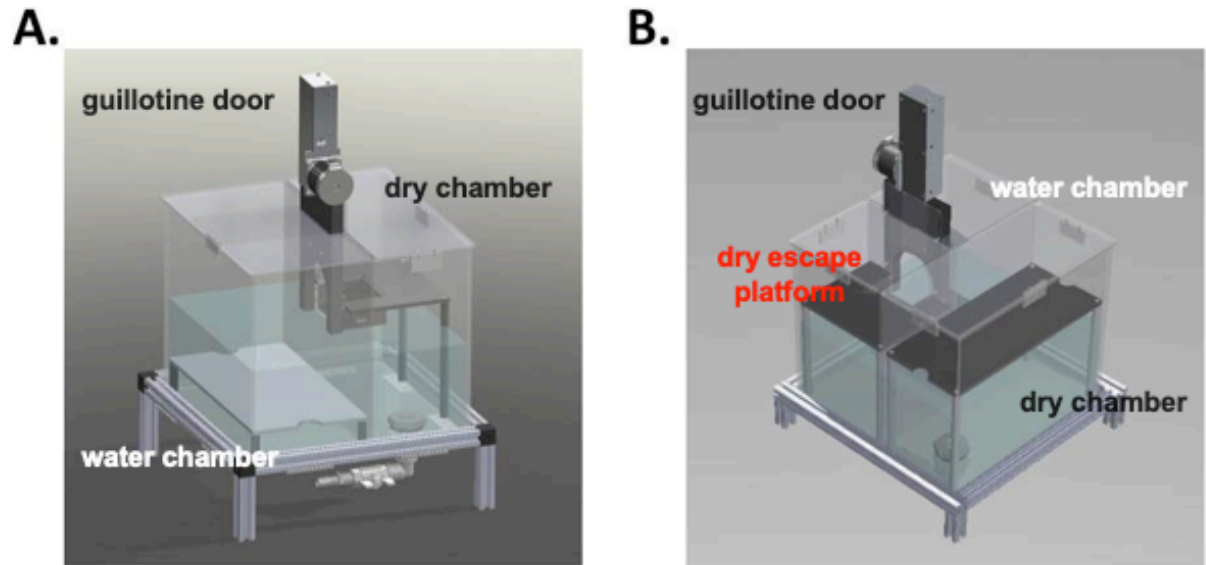 A.
guillotine door
dry chamber
water chamber
B.
guillotine door
water chamber
dry escape
platform
dry chamber